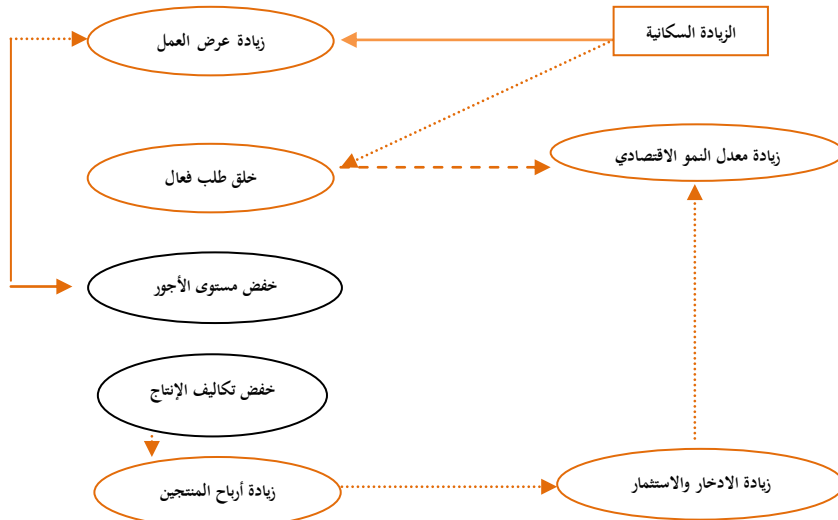 الزيادة السكانية
زيادة عرض العمل
زيادة معدل النمو الاقتصادي
خلق طلب فعال
خفض مستوى الأجور
خفض تكاليف الإنتاج
زيادة الادخار والاستثمار
زيادة أرباح المنتجين